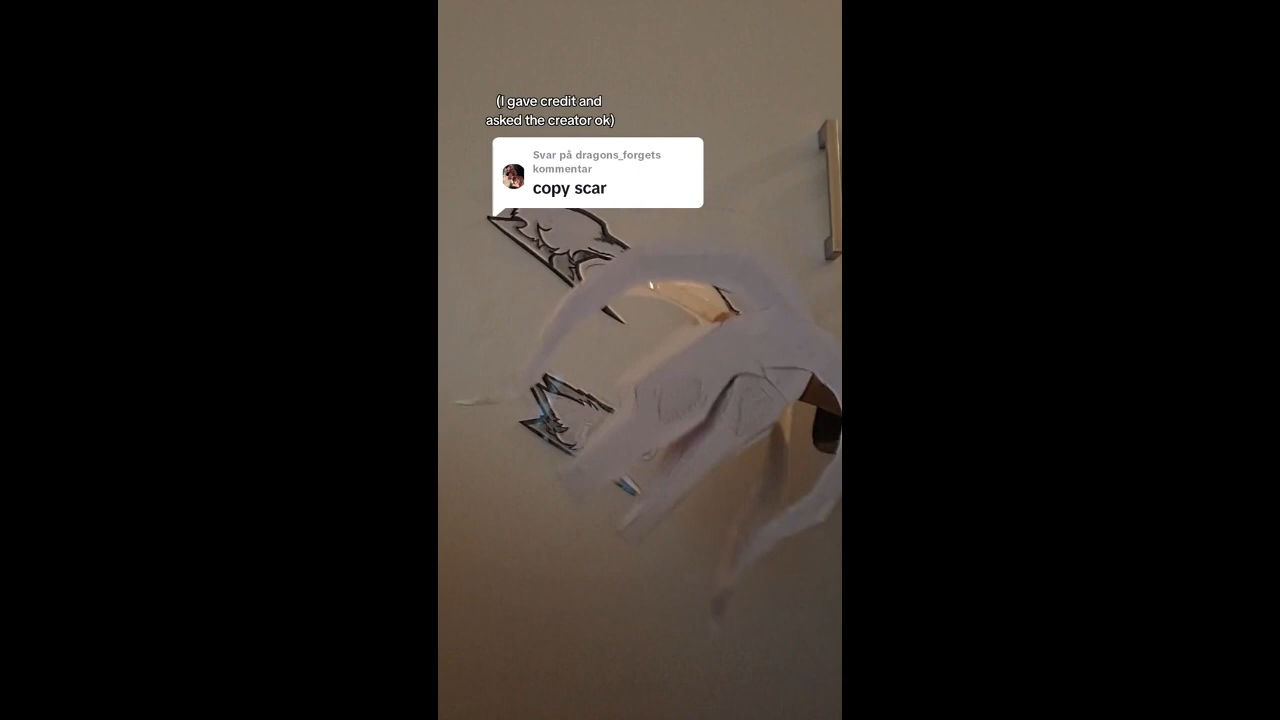 (I gave credit and
asked the creator ok)
Svar på dragons_forgets
kommentar
copy scar